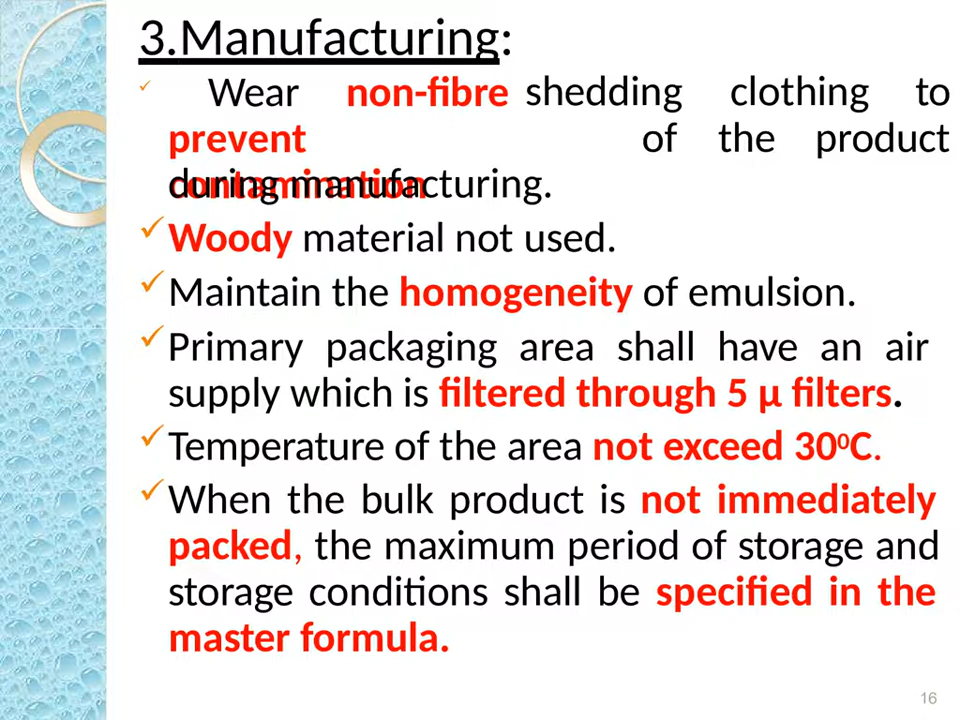 3.Manufacturing:
✓ Wear non-fibre shedding clothing to
prevent of the product
contamination
during manufacturing.
✓ Woody material not used.
✓ Maintain the homogeneity of emulsion.
✓ Primary packaging area shall have an air
supply which is filtered through 5 µ filters.
✓ Temperature of the area not exceed 30⁰C.
✓ When the bulk product is not immediately
packed, the maximum period of storage and
storage conditions shall be specified in the
master formula.
16